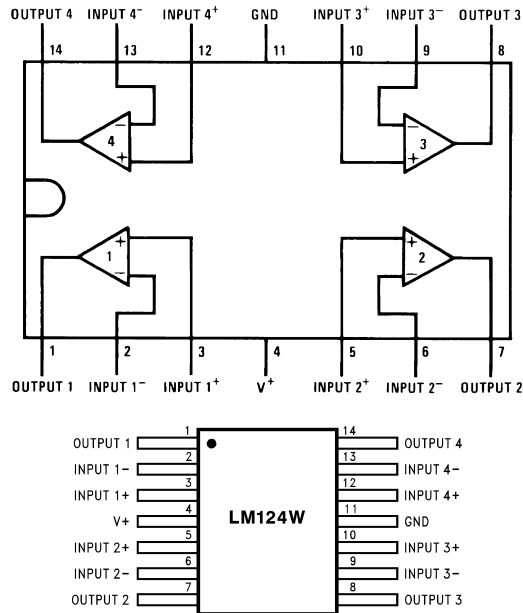 OUTPUT 4 INPUT 4⁻ INPUT 4⁺ GND INPUT 3⁺ INPUT 3⁻ OUTPUT 3
14 13 12 11 10 9 8
− −
4 3
+ +
+ +
1 2
− −
1 2 3 4 5 6 7
OUTPUT 1 INPUT 1⁻ INPUT 1⁺ V⁺ INPUT 2⁺ INPUT 2⁻ OUTPUT 2
1 14
OUTPUT 1 OUTPUT 4
2 13
INPUT 1− INPUT 4−
3 12
INPUT 1+ INPUT 4+
4 11
V+ LM124W GND
5 10
INPUT 2+ INPUT 3+
6 9
INPUT 2− INPUT 3−
7 8
OUTPUT 2 OUTPUT 3